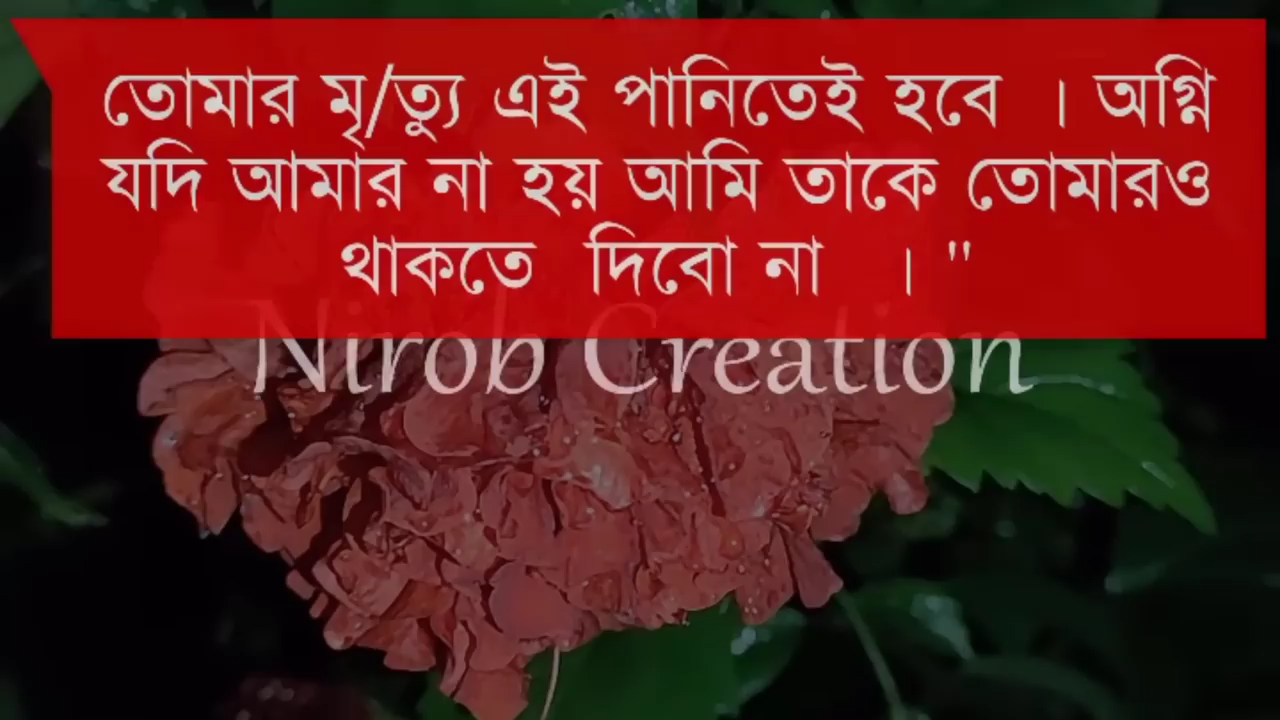 তোমার মৃ/ত্যু এই পানিতেই হবে । অগ্নি
যদি আমার না হয় আমি তাকে তোমারও
থাকতে দিবো না । "
Nirob Creation